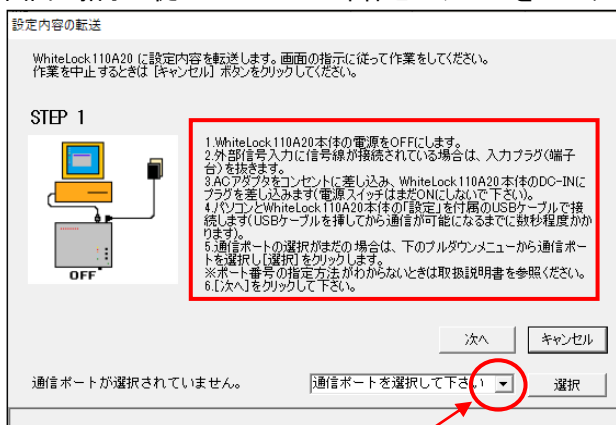 設定内容の転送
WhiteLock110A20 に設定内容を転送します。画面の指示に従って作業をしてください。
作業を中止するときは [キャンセル] ボタンをクリックしてください。
STEP 1
1.WhiteLock110A20本体の電源をOFFにします。
2.外部信号入力に信号線が接続されている場合は、入力プラグ(端子
台)を抜きます。
3.ACアダプタをコンセントに差し込み、WhiteLock110A20本体のDC-INに
プラグを差し込みます(電源スイッチはまだONにしないで下さい)。
4.パソコンとWhiteLock110A20本体の「設定」を付属のUSBケーブルで接
続します(USBケーブルを挿してから通信が可能になるまでに数秒程度かか
ります)。
5.通信ポートの選択がまだの場合は、下のプルダウンメニューから通信ポー
トを選択し[選択]をクリックします。
※ポート番号の指定方法がわからないときは取扱説明書を参照ください。
6.[次へ]をクリックして下さい。
OFF
次へ
キャンセル
通信ポートが選択されていません。
通信ポートを選択して下さい
選択